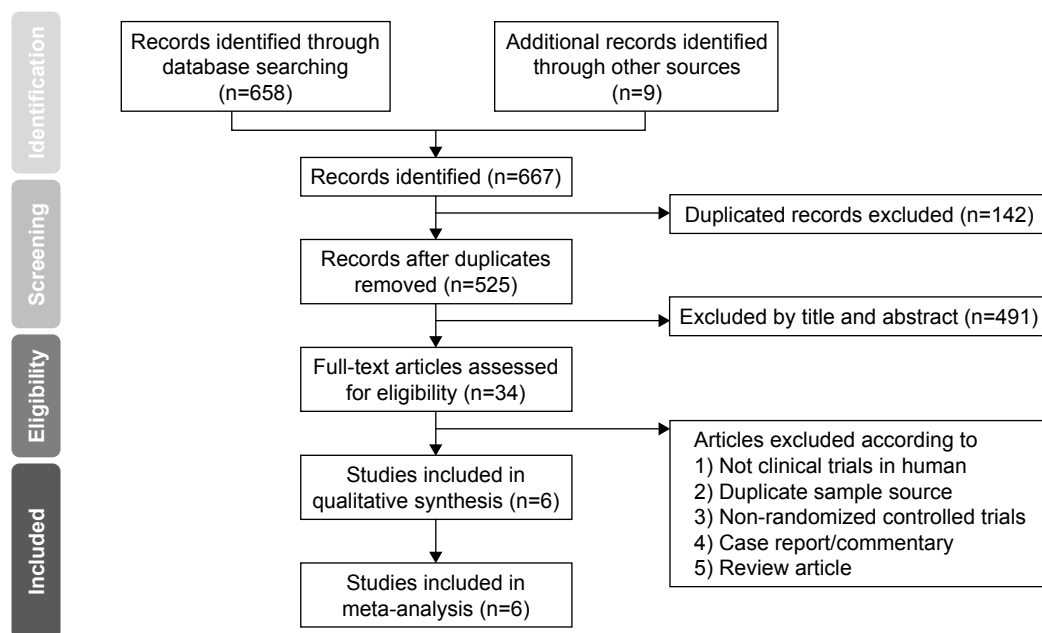 Identification
Records identified through
database searching
(n=658)
Additional records identified
through other sources
(n=9)
Records identified (n=667)
Screening
Duplicated records excluded (n=142)
Records after duplicates
removed (n=525)
Excluded by title and abstract (n=491)
Eligibility
Full-text articles assessed
for eligibility (n=34)
Articles excluded according to
1) Not clinical trials in human
2) Duplicate sample source
3) Non-randomized controlled trials
4) Case report/commentary
5) Review article
Included
Studies included in
qualitative synthesis (n=6)
Studies included in
meta-analysis (n=6)